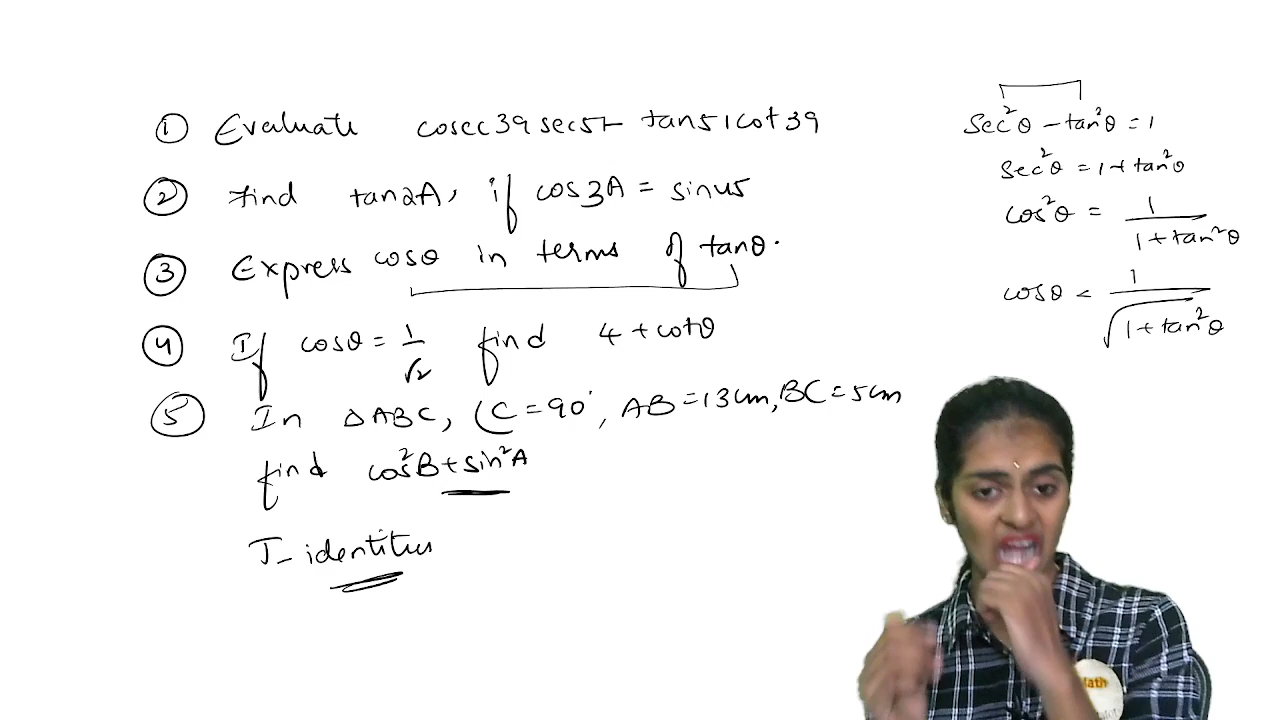 ① Evaluate cosec39 sec51 - tan51 cot39
② find tan2A, if cos3A = sin45
③ Express cosθ in terms of tanθ.
④ If cosθ = 1/√2 find 4 + cotθ
⑤ In △ABC, ∠C = 90°, AB = 13cm, BC = 5cm
find cos²B + sin²A
T- identities
sec²θ - tan²θ = 1
sec²θ = 1 + tan²θ
cos²θ = 1/1 + tan²θ
cosθ = 1/√1 + tan²θ
Math